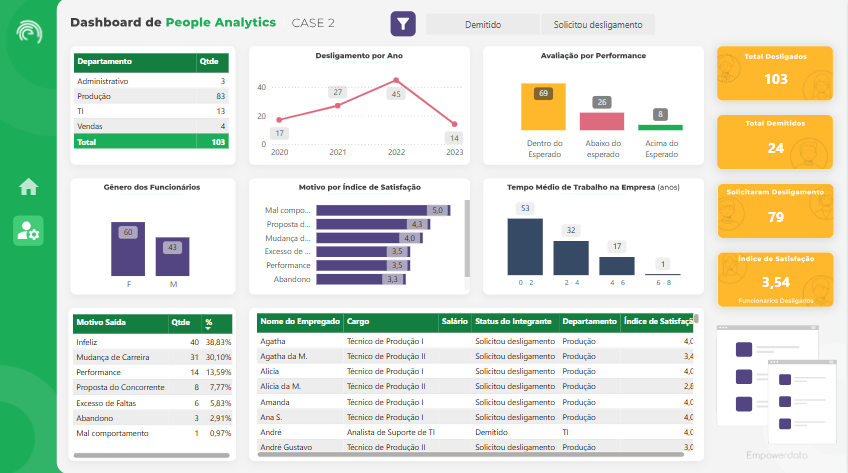 Dashboard de People Analytics CASE 2
Demitido Solicitou desligamento
Departamento Qtde
Administrativo 3
Produção 83
TI 13
Vendas 4
Total 103
Desligamento por Ano
40
20
0
17
27
45
14
2020 2021 2022 2023
Avaliação por Performance
69
26
8
Dentro do Esperado
Abaixo do esperado
Acima do Esperado
Total Desligados
103
Total Demitidos
24
Solicitaram Desligamento
79
Índice de Satisfação
3,54
Funcionários Desligados
Gênero dos Funcionários
60
43
F M
Motivo por Índice de Satisfação
Mal compo... 5,0
Proposta d... 4,3
Mudança d... 4,0
Excesso de ... 3,5
Performance 3,5
Abandono 3,3
Tempo Médio de Trabalho na Empresa (anos)
53
32
17
1
0 - 2 2 - 4 4 - 6 6 - 8
Motivo Saída Qtde %
Infeliz 40 38,83%
Mudança de Carreira 31 30,10%
Performance 14 13,59%
Proposta do Concorrente 8 7,77%
Excesso de Faltas 6 5,83%
Abandono 3 2,91%
Mal comportamento 1 0,97%
Nome do Empregado Cargo Salário Status do Integrante Departamento Índice de Satisfaçã
Agatha Técnico de Produção I Solicitou desligamento Produção 4,0
Agatha da M. Técnico de Produção II Solicitou desligamento Produção 3,4
Alicia Técnico de Produção I Solicitou desligamento Produção 4,0
Alicia da M. Técnico de Produção II Solicitou desligamento Produção 2,8
Amanda Técnico de Produção I Solicitou desligamento Produção 4,0
Ana S. Técnico de Produção I Solicitou desligamento Produção 4,0
André Analista de Suporte de TI Demitido TI 4,0
André Gustavo Técnico de Produção II Solicitou desligamento Produção 3,0
Empowerdata